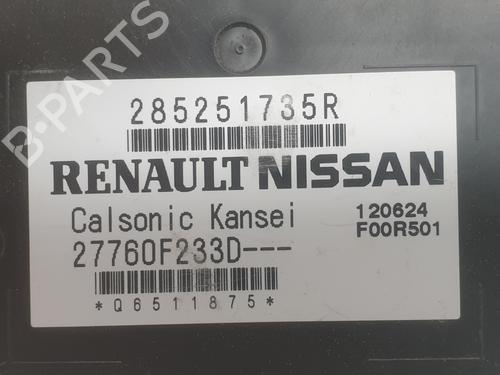 B-PARTS
285251735R
RENAULT NISSAN
Calsonic Kansei
120624
27760F233D---
F00R501
*Q6511875*